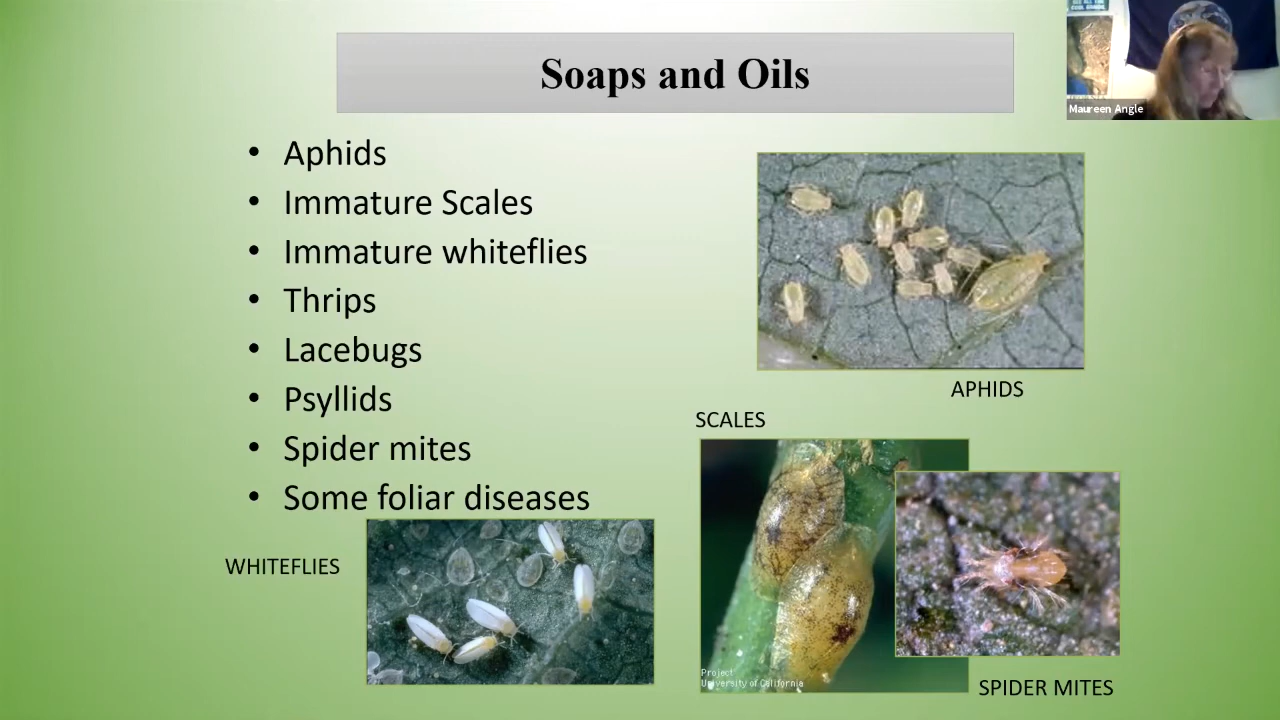 Soaps and Oils
Maureen Angle
• Aphids
• Immature Scales
• Immature whiteflies
• Thrips
• Lacebugs
• Psyllids
• Spider mites
• Some foliar diseases
APHIDS
SCALES
WHITEFLIES
Project
University of California
SPIDER MITES